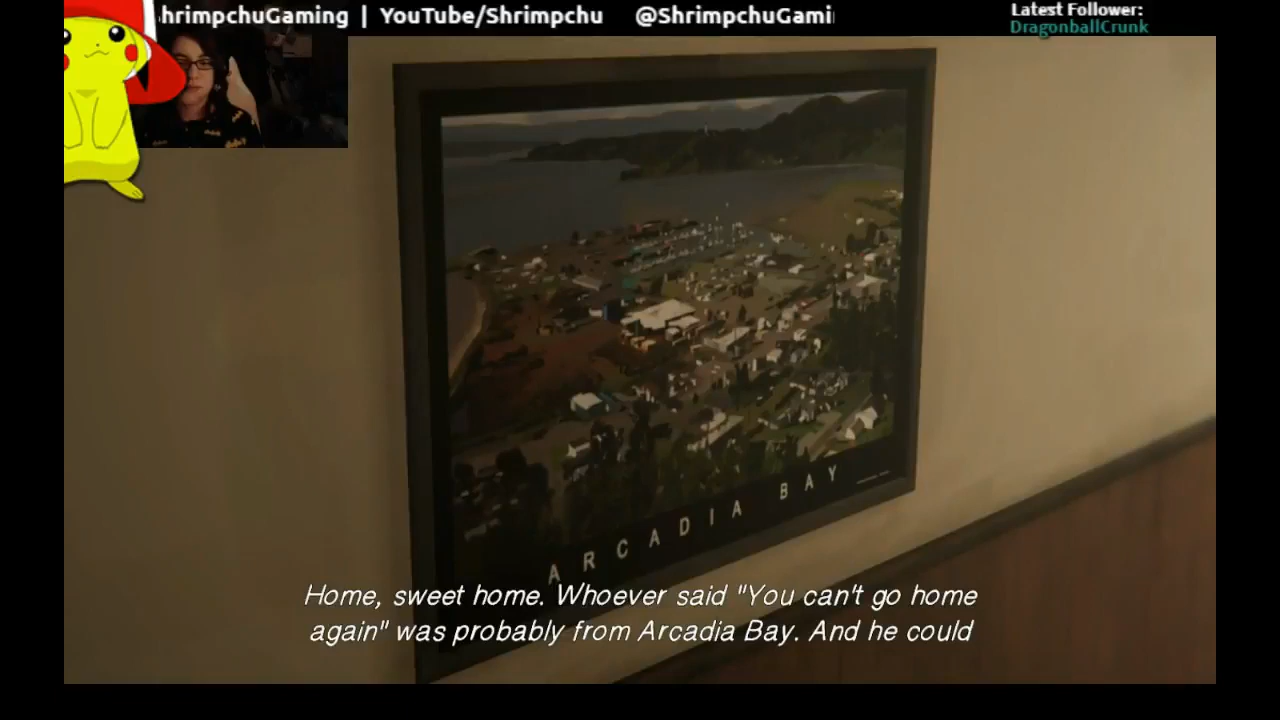 hrimpchuGaming | YouTube/Shrimpchu @ShrimpchuGami
Latest Follower:
DragonballCrunk
ARCADIA BAY
Home, sweet home. Whoever said "You can't go home
again" was probably from Arcadia Bay. And he could